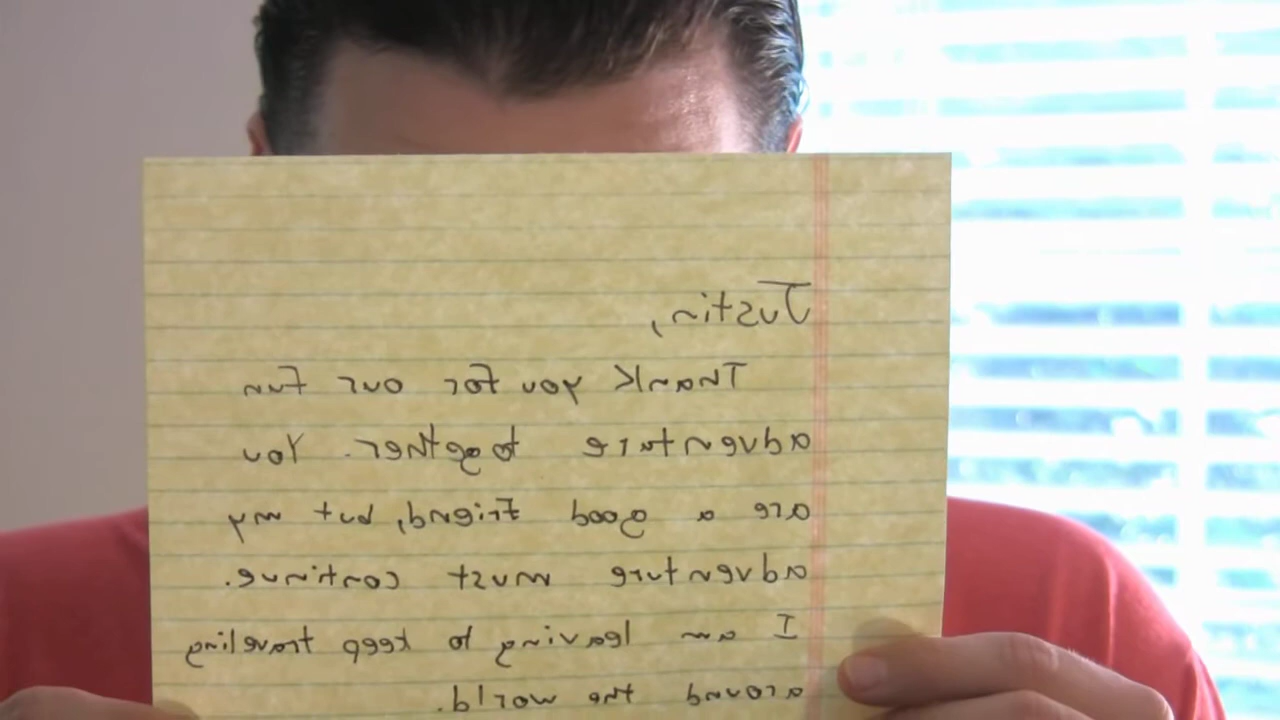 Justin,
Thank you for our fun
adventure together. You
are a good friend, but my
adventure must continue.
I am leaving to keep traveling
around the world.